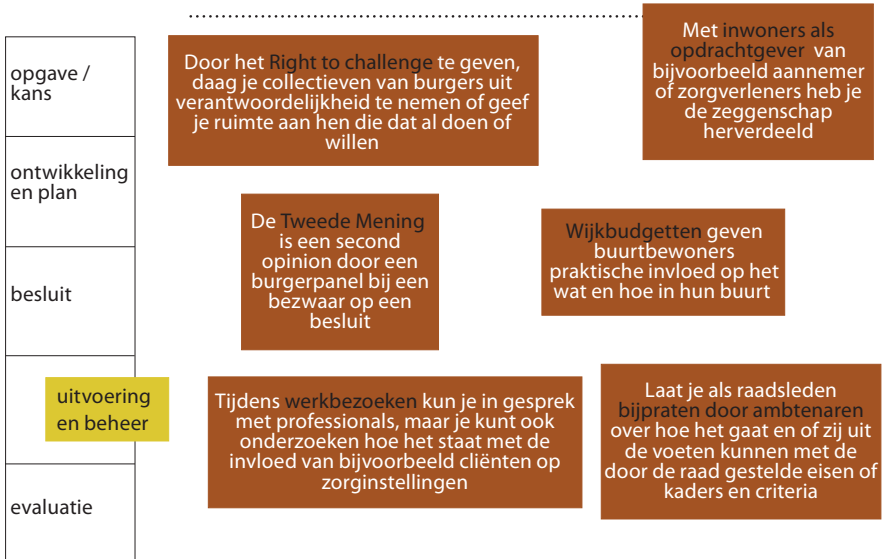 opgave /
kans
ontwikkeling
en plan
besluit
uitvoering
en beheer
evaluatie
Door het Right to challenge te geven,
daag je collectieven van burgers uit
verantwoordelijkheid te nemen of geef
je ruimte aan hen die dat al doen of
willen
Met inwoners als
opdrachtgever van
bijvoorbeeld aannemer
of zorgverleners heb je
de zeggenschap
herverdeeld
De Tweede Mening
is een second
opinion door een
burgerpanel bij een
bezwaar op een
besluit
Wijkbudgetten geven
buurtbewoners
praktische invloed op het
wat en hoe in hun buurt
Tijdens werkbezoeken kun je in gesprek
met professionals, maar je kunt ook
onderzoeken hoe het staat met de
invloed van bijvoorbeeld cliënten op
zorginstellingen
Laat je als raadsleden
bijpraten door ambtenaren
over hoe het gaat en of zij uit
de voeten kunnen met de
door de raad gestelde eisen of
kaders en criteria